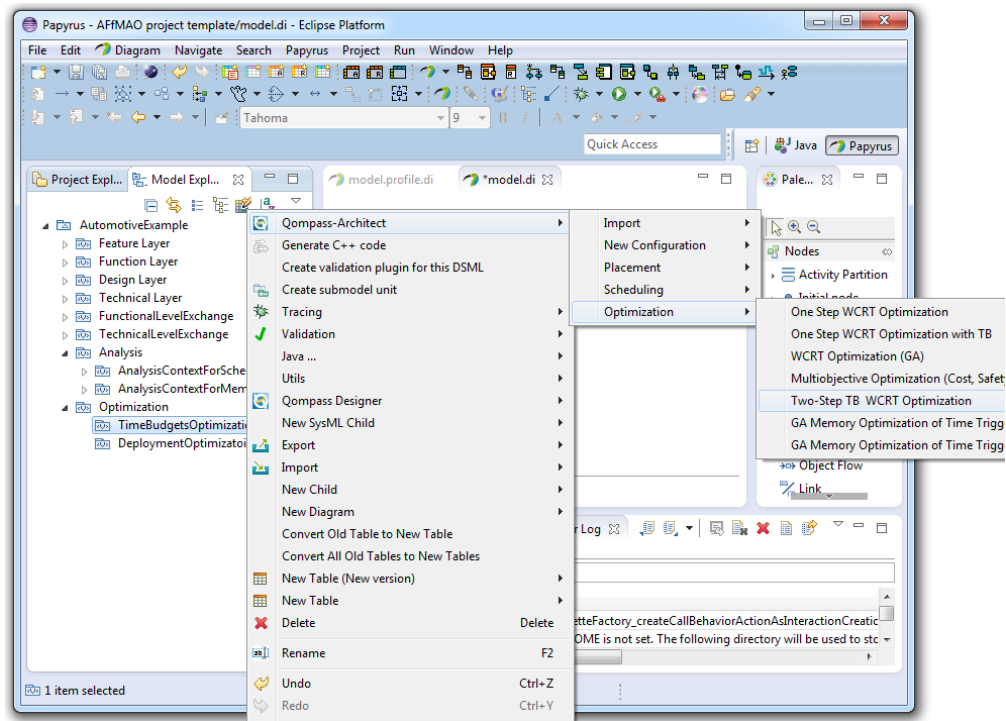 Papyrus - AFfMAO project template/model.di - Eclipse Platform
File Edit Diagram Navigate Search Papyrus Project Run Window Help
Tahoma 9 B I A
Quick Access Java Papyrus
Project Expl... Model Expl... model.profile.di *model.di Pale...
AutomotiveExample
Feature Layer
Function Layer
Design Layer
Technical Layer
FunctionalLevelExchange
TechnicalLevelExchange
Analysis
AnalysisContextForSche
AnalysisContextForMem
Optimization
TimeBudgetsOptimizati
DeploymentOptimizatoi
Qompass-Architect
Generate C++ code
Create validation plugin for this DSML
Create submodel unit
Tracing
Validation
Java ...
Utils
Qompass Designer
New SysML Child
Export
Import
New Child
New Diagram
Convert Old Table to New Table
Convert All Old Tables to New Tables
New Table (New version)
New Table
Delete Delete
Rename F2
Undo Ctrl+Z
Redo Ctrl+Y
Import
New Configuration
Placement
Scheduling
Optimization
Nodes
Activity Partition
Initial node
One Step WCRT Optimization
One Step WCRT Optimization with TB
WCRT Optimization (GA)
Multiobjective Optimization (Cost, Safety
Two-Step TB WCRT Optimization
GA Memory Optimization of Time Trigg
GA Memory Optimization of Time Trigg
Object Flow
Link
r Log
etteFactory_createCallBehaviorActionAsInteractionCreatic
OME is not set. The following directory will be used to stc
1 item selected